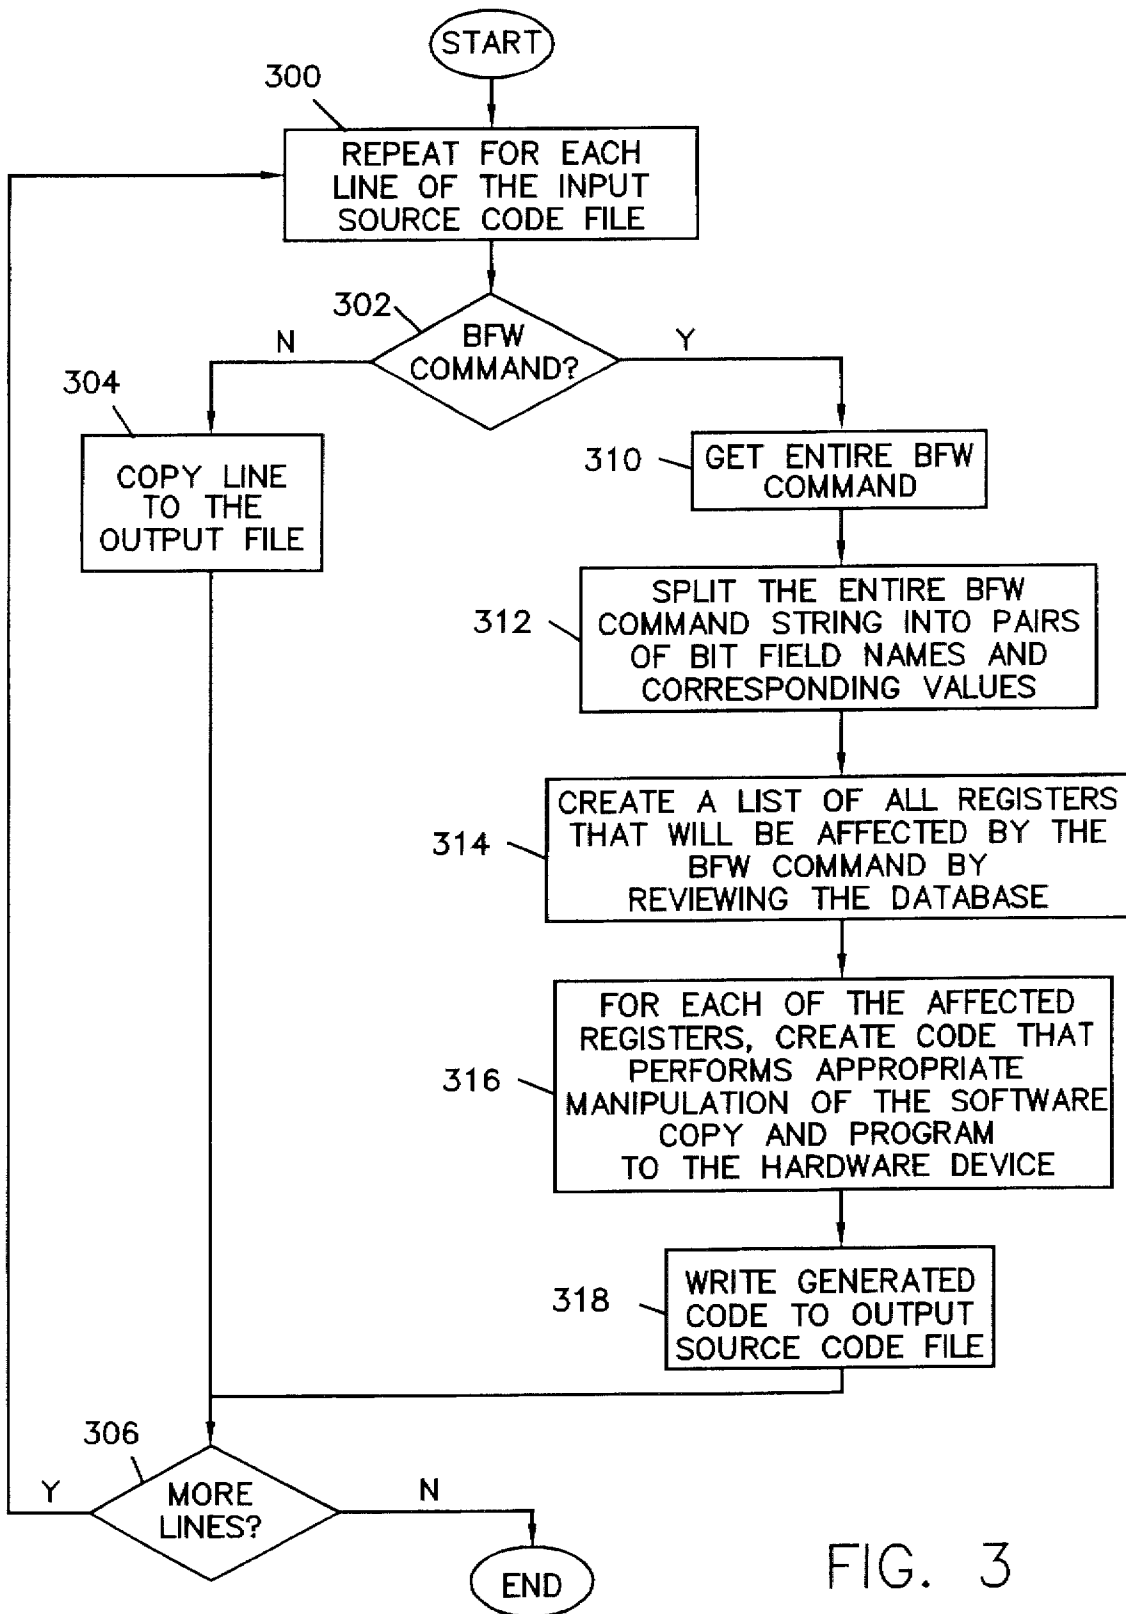 START
300
REPEAT FOR EACH
LINE OF THE INPUT
SOURCE CODE FILE
302
BFW
COMMAND?
N
Y
304
COPY LINE
TO THE
OUTPUT FILE
310
GET ENTIRE BFW
COMMAND
312
SPLIT THE ENTIRE BFW
COMMAND STRING INTO PAIRS
OF BIT FIELD NAMES AND
CORRESPONDING VALUES
314
CREATE A LIST OF ALL REGISTERS
THAT WILL BE AFFECTED BY THE
BFW COMMAND BY
REVIEWING THE DATABASE
316
FOR EACH OF THE AFFECTED
REGISTERS, CREATE CODE THAT
PERFORMS APPROPRIATE
MANIPULATION OF THE SOFTWARE
COPY AND PROGRAM
TO THE HARDWARE DEVICE
318
WRITE GENERATED
CODE TO OUTPUT
SOURCE CODE FILE
306
Y
MORE
LINES?
N
END
FIG. 3